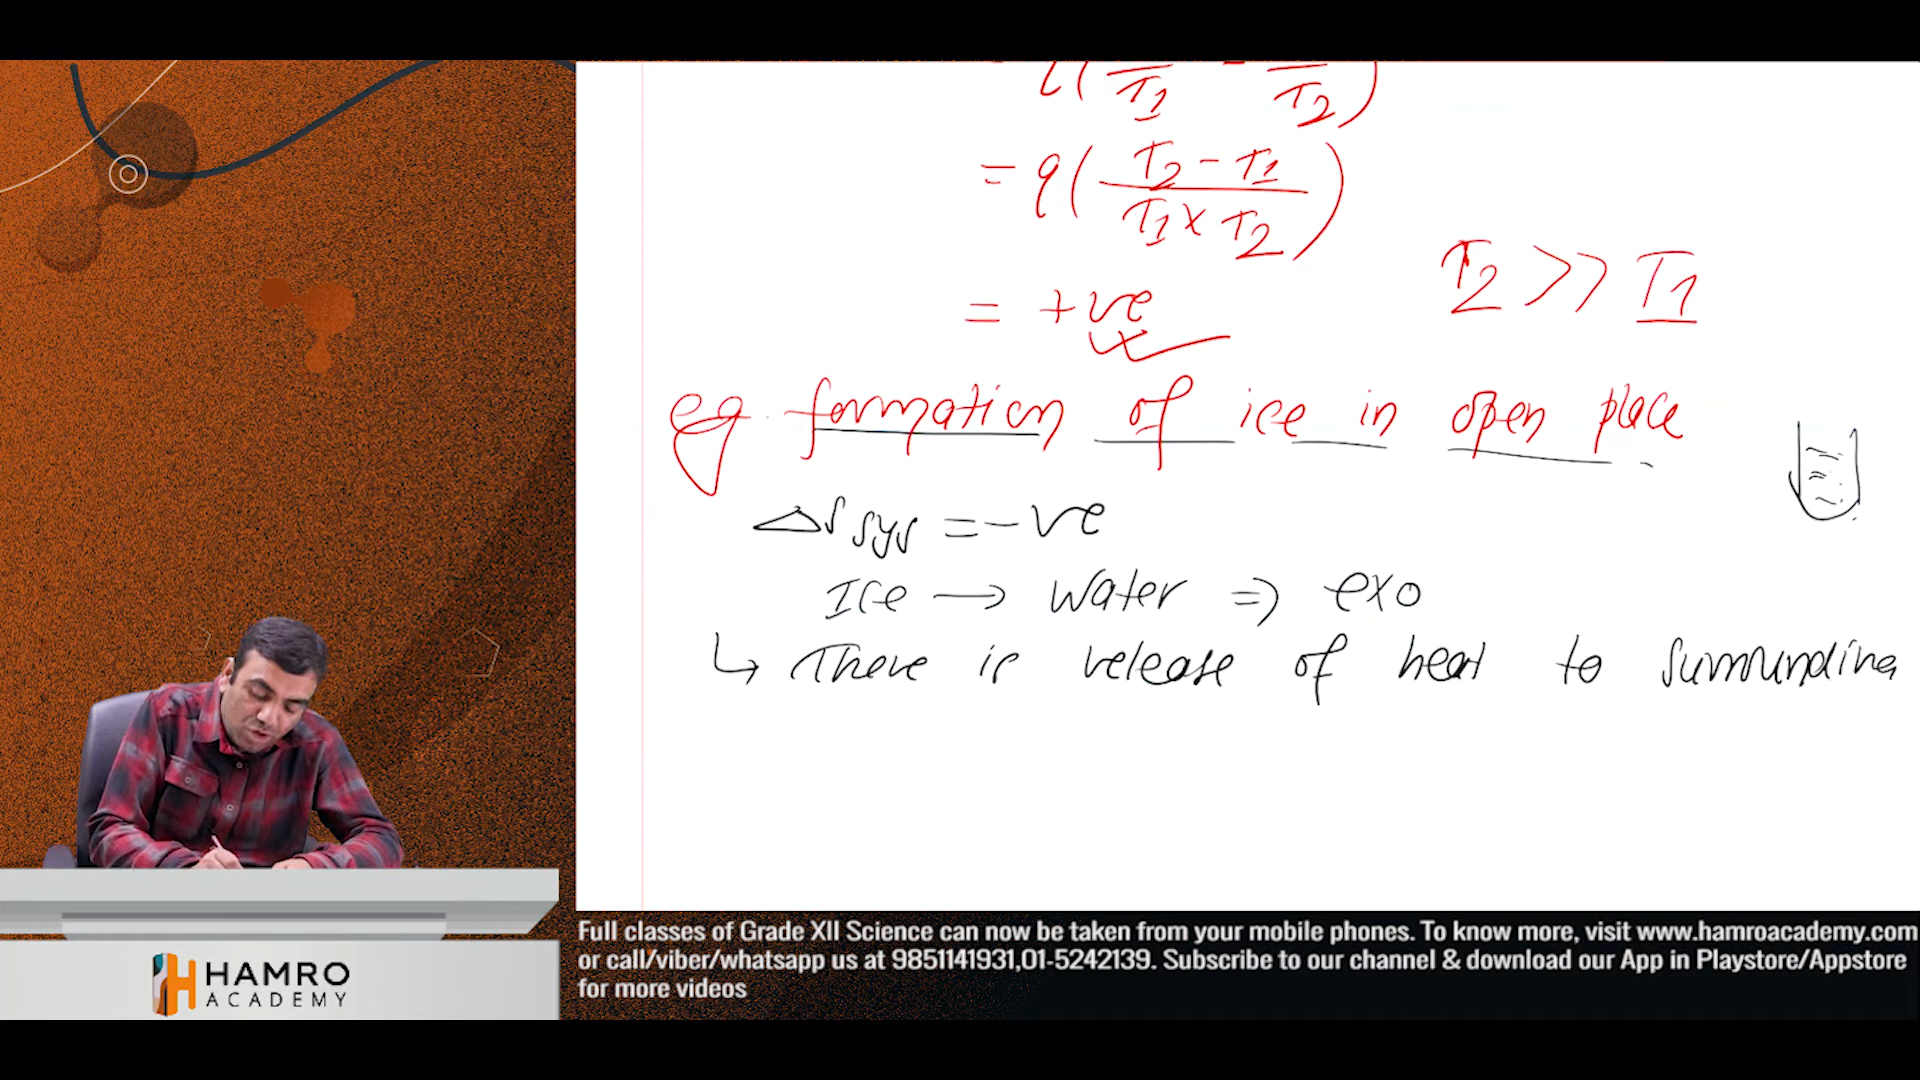 = q(T2 - T1 / T1 x T2)
= +ve
T2 >> T1
eg. formation of ice in open place
ΔS sys = -ve
Ice → Water ⇒ exo
↳ There is release of heat to surrounding
Full classes of Grade XII Science can now be taken from your mobile phones. To know more, visit www.hamroacademy.com
or call/viber/whatsapp us at 9851141931,01-5242139. Subscribe to our channel & download our App in Playstore/Appstore
for more videos
HAMRO
ACADEMY